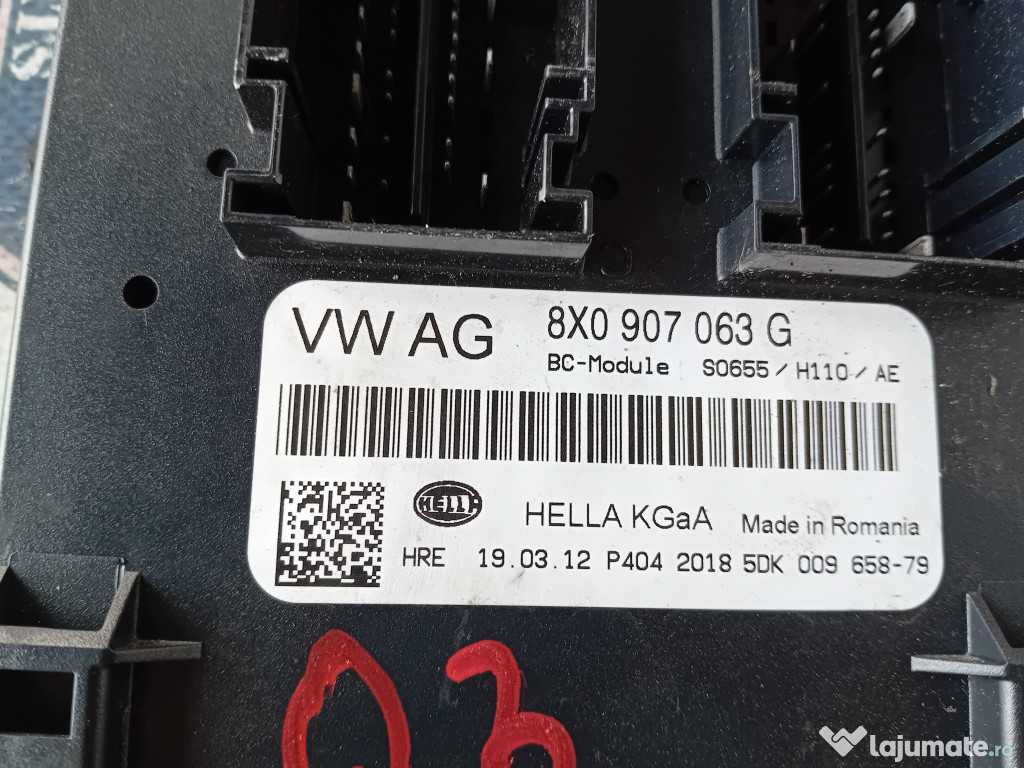 VW AG
8X0 907 063 G
BC-Module S0655 / H110 / AE
HELLA
HELLA KGaA Made in Romania
HRE 19.03.12 P404 2018 5DK 009 658-79
Q3
lajumate.ro